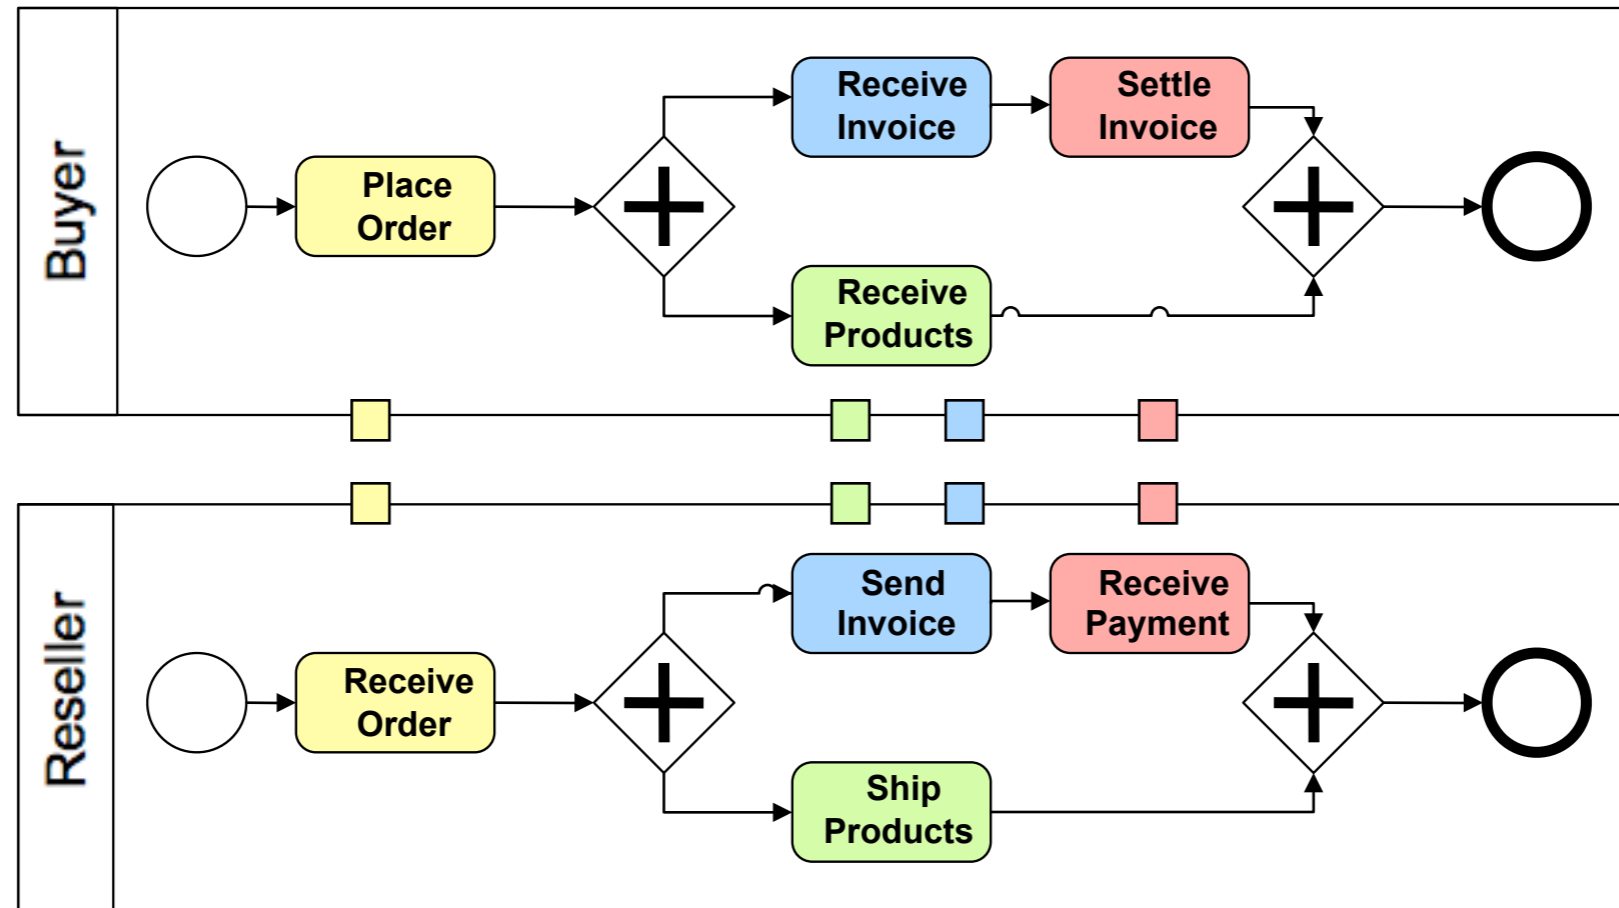 Buyer
Place
Order
Receive
Invoice
Settle
Invoice
Receive
Products
Reseller
Receive
Order
Send
Invoice
Receive
Payment
Ship
Products